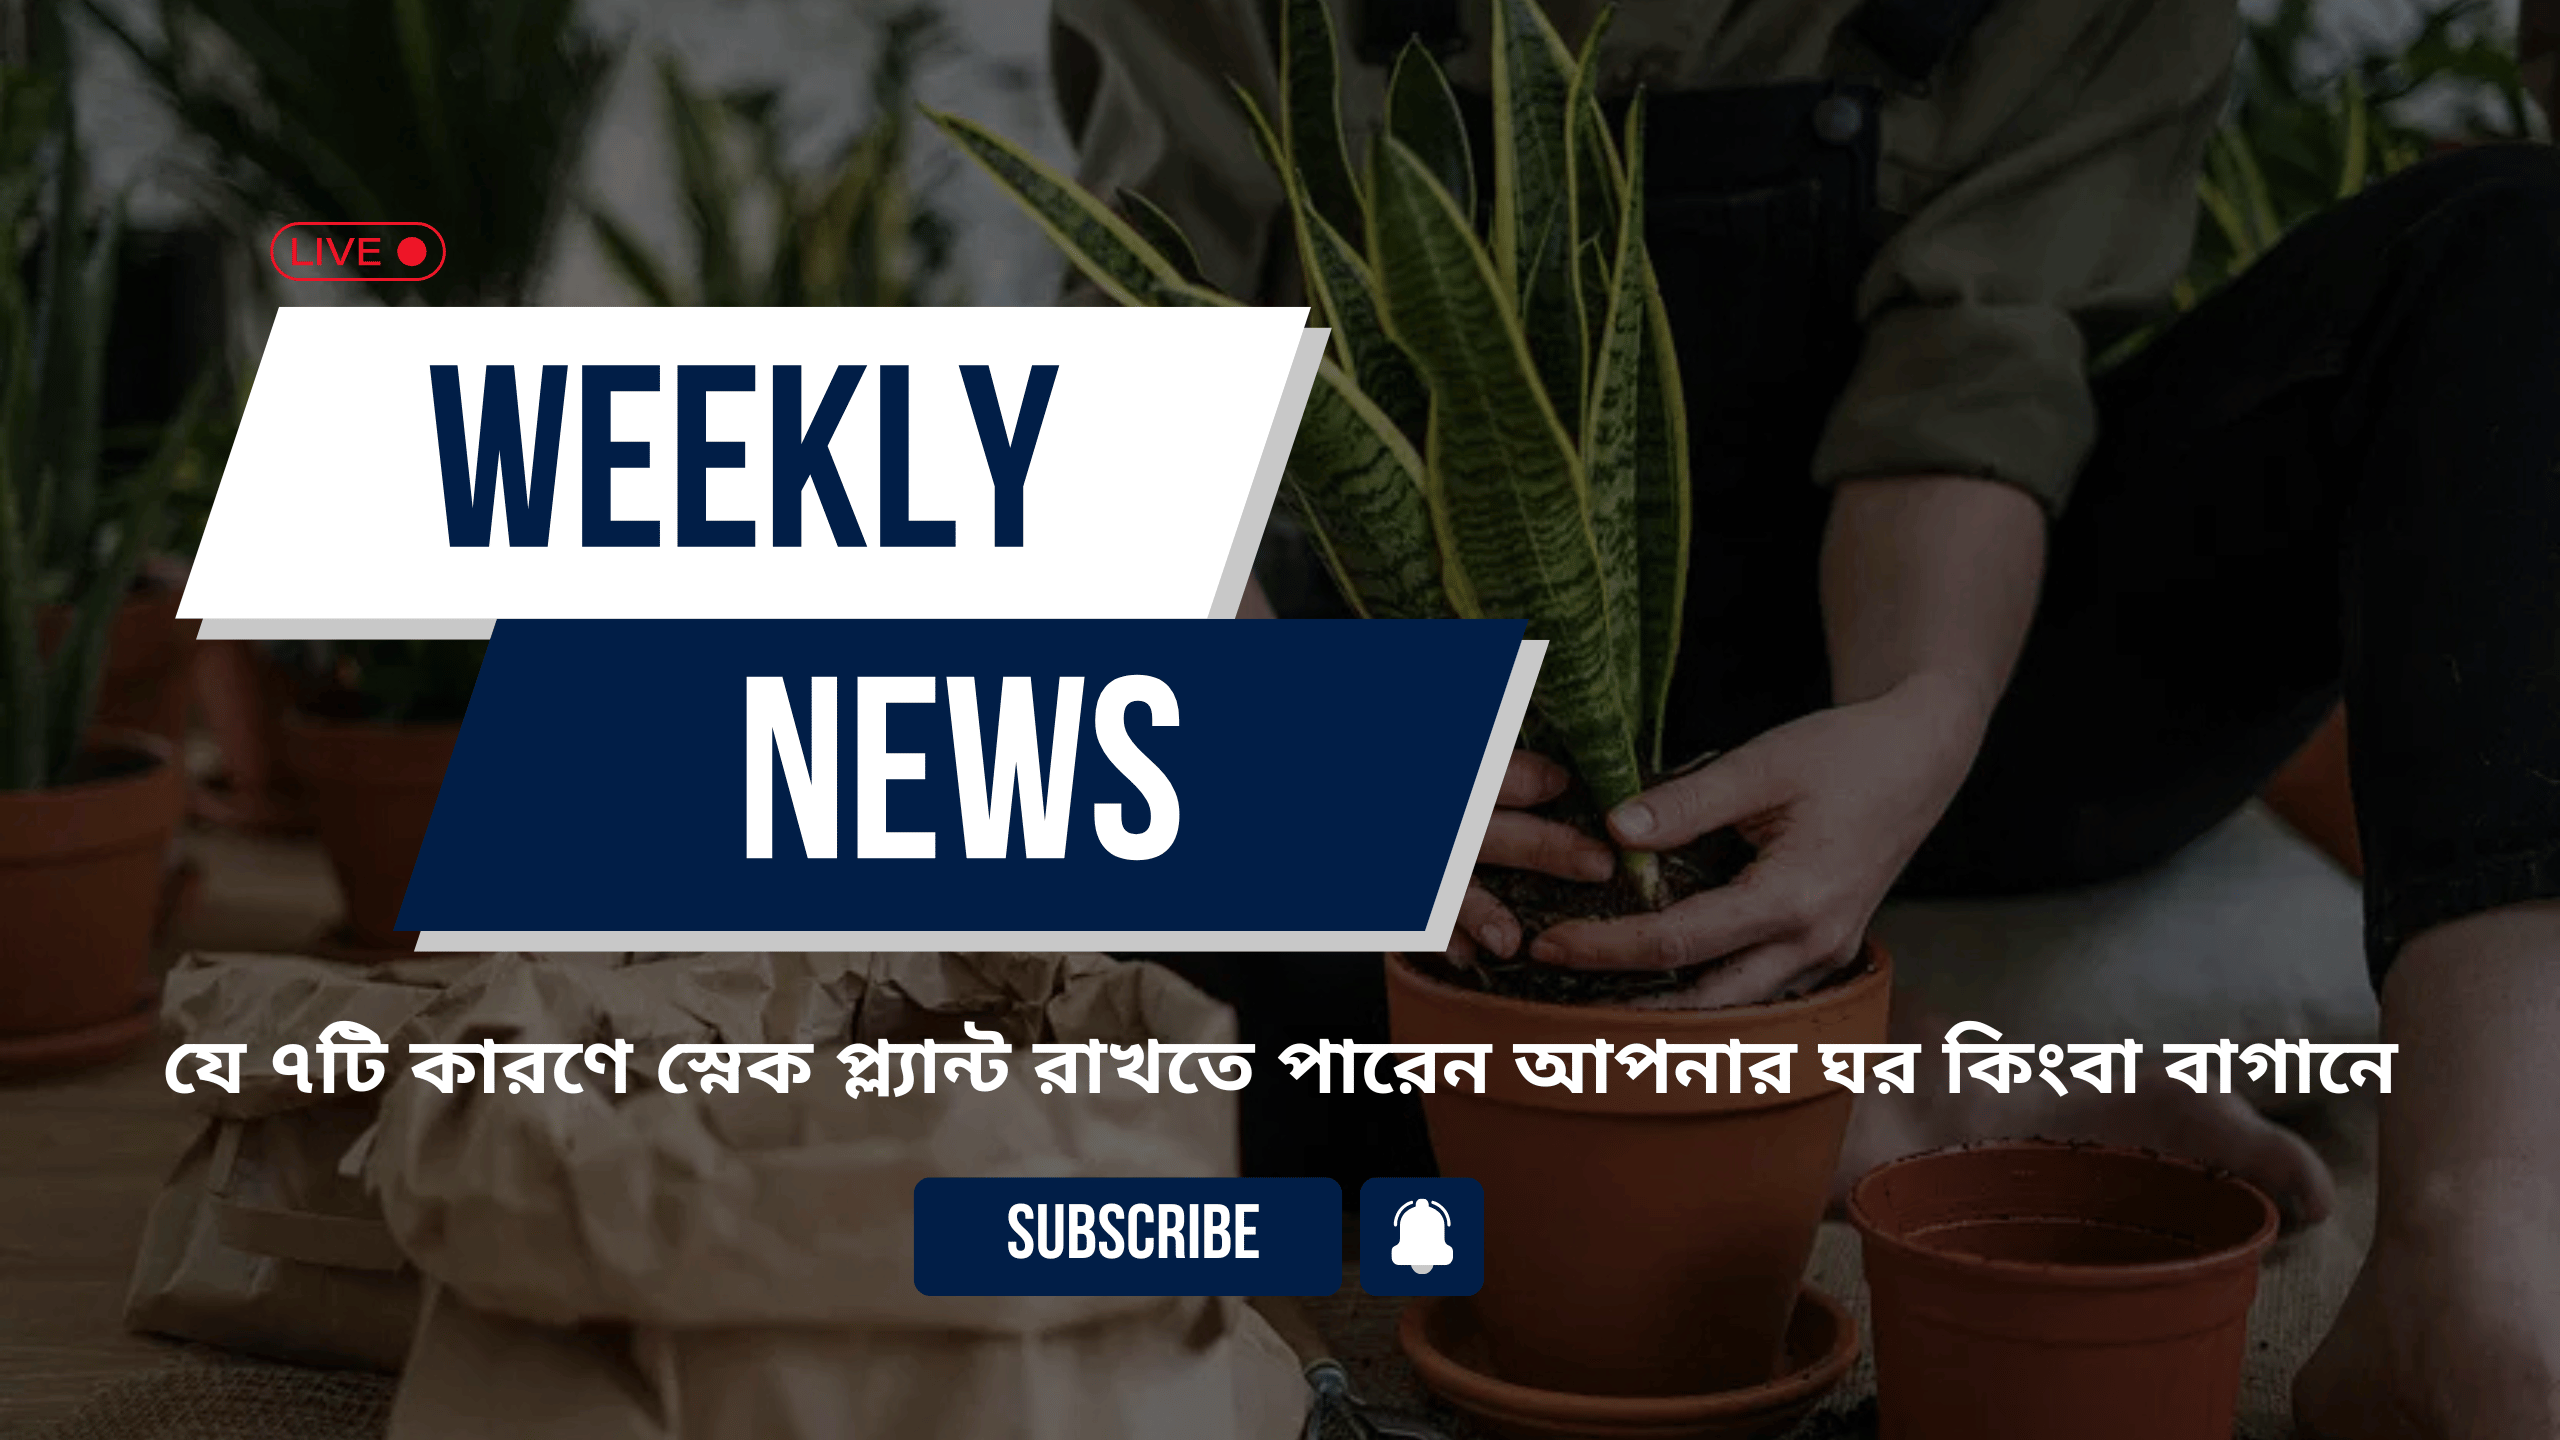 LIVE
WEEKLY
NEWS
যে ৭টি কারণে স্নেক প্ল্যান্ট রাখতে পারেন আপনার ঘর কিংবা বাগানে
SUBSCRIBE